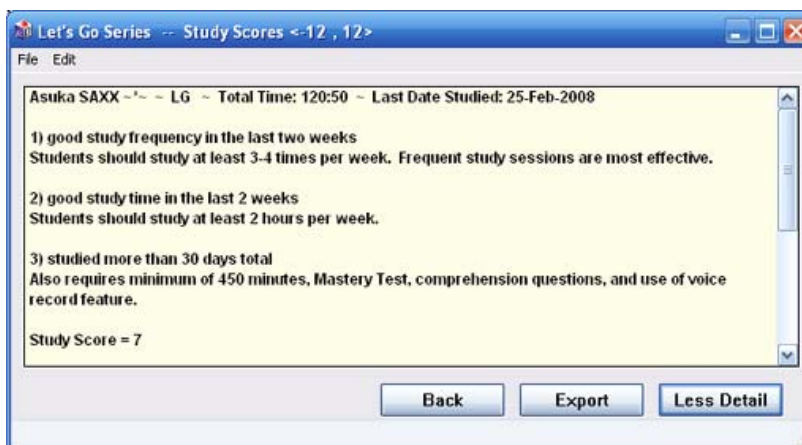 Let's Go Series -- Study Scores <-12 , 12>
File Edit
Asuka SAXX ~'~ ~ LG ~ Total Time: 120:50 ~ Last Date Studied: 25-Feb-2008
1) good study frequency in the last two weeks
Students should study at least 3-4 times per week. Frequent study sessions are most effective.
2) good study time in the last 2 weeks
Students should study at least 2 hours per week.
3) studied more than 30 days total
Also requires minimum of 450 minutes, Mastery Test, comprehension questions, and use of voice
record feature.
Study Score = 7
Back Export Less Detail